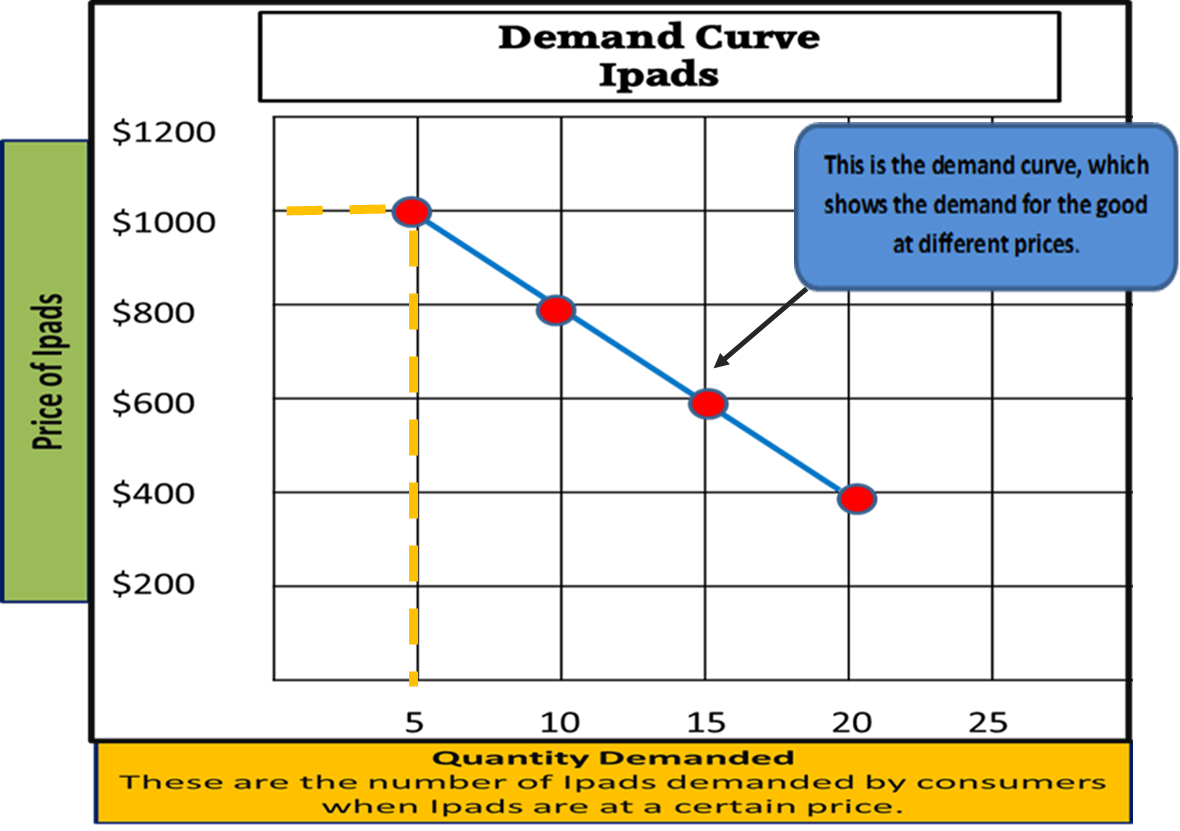 Demand Curve
Ipads
This is the demand curve, which
shows the demand for the good
at different prices.
Price of Ipads
$1200
$1000
$800
$600
$400
$200
5 10 15 20 25
Quantity Demanded
These are the number of Ipads demanded by consumers
when Ipads are at a certain price.